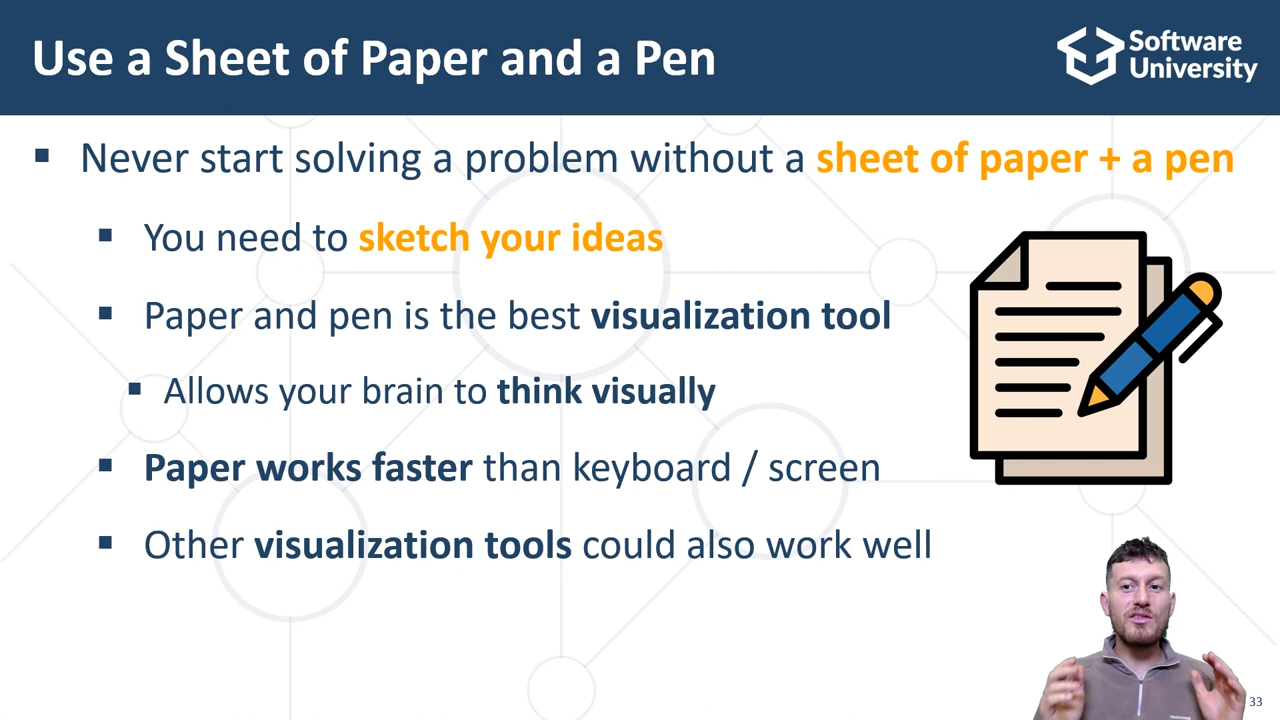 Use a Sheet of Paper and a Pen
Software
University
Never start solving a problem without a sheet of paper + a pen
You need to sketch your ideas
Paper and pen is the best visualization tool
Allows your brain to think visually
Paper works faster than keyboard / screen
Other visualization tools could also work well
33